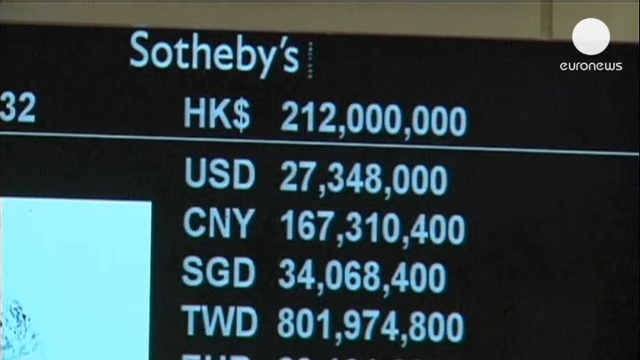 Sotheby's
euronews
32 HK$ 212,000,000
USD 27,348,000
CNY 167,310,400
SGD 34,068,400
TWD 801,974,800